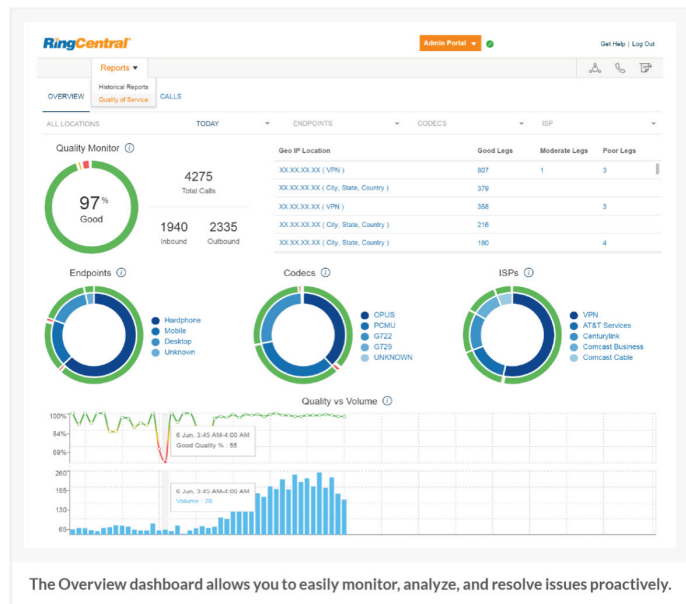 RingCentral®
Admin Portal
Get Help | Log Out
Reports
Historical Reports
Quality of Service
OVERVIEW
CALLS
ALL LOCATIONS TODAY ENDPOINTS CODECS ISP
Quality Monitor
97%
Good
4275
Total Calls
1940 2335
Inbound Outbound
Geo IP Location Good Legs Moderate Legs Poor Legs
XX.XX.XX.XX ( VPN ) 807 1 3
XX.XX.XX.XX ( City, State, Country ) 379
XX.XX.XX.XX ( VPN ) 358 3
XX.XX.XX.XX ( City, State, Country ) 216
XX.XX.XX.XX ( City, State, Country ) 180 4
Endpoints
Hardphone
Mobile
Desktop
Unknown
Codecs
OPUS
PCMU
G722
G729
UNKNOWN
ISPs
VPN
AT&T Services
Centurylink
Comcast Business
Comcast Cable
Quality vs Volume
100%
84%
69%
6 Jun, 3:45 AM-4:00 AM
Good Quality % : 55
260
195
130
65
6 Jun, 3:45 AM-4:00 AM
Volume : 20
The Overview dashboard allows you to easily monitor, analyze, and resolve issues proactively.